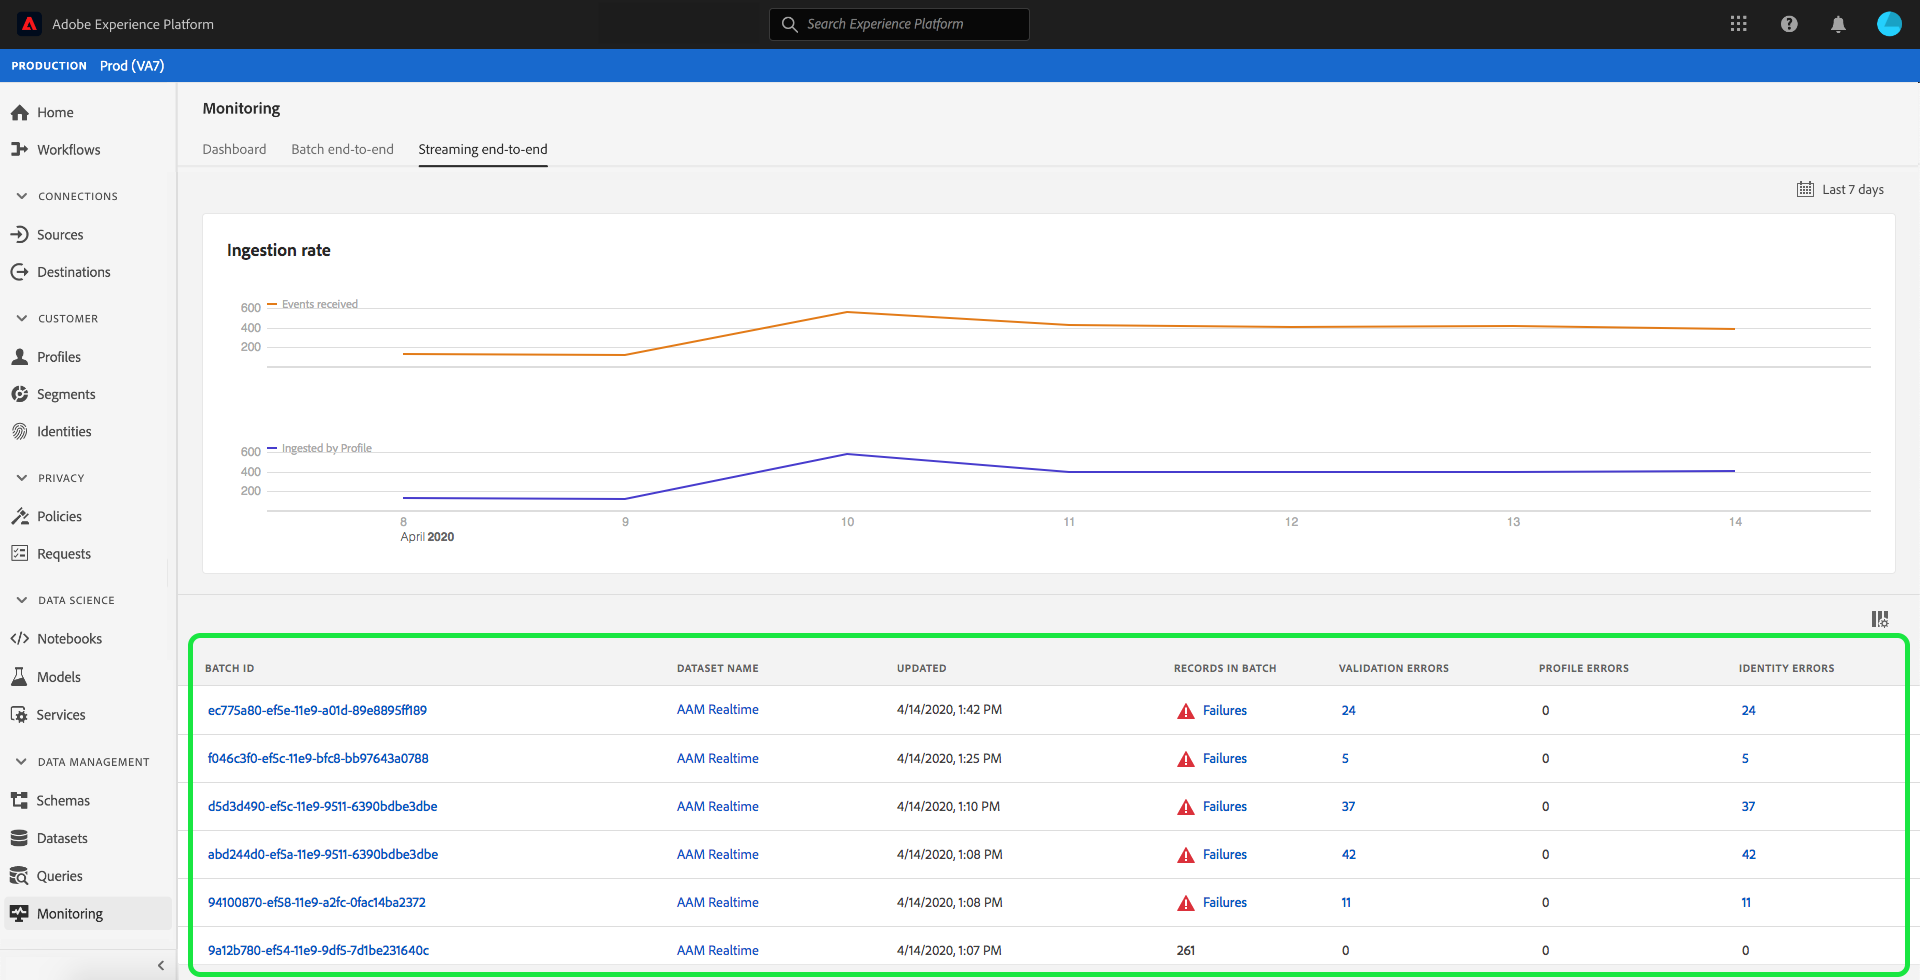 Adobe Experience Platform
Search Experience Platform
PRODUCTION Prod (VA7)
Home
Workflows
CONNECTIONS
Sources
Destinations
CUSTOMER
Profiles
Segments
Identities
PRIVACY
Policies
Requests
DATA SCIENCE
Notebooks
Models
Services
DATA MANAGEMENT
Schemas
Datasets
Queries
Monitoring
Monitoring
Dashboard Batch end-to-end Streaming end-to-end
Last 7 days
Ingestion rate
Events received
600
400
200
Ingested by Profile
600
400
200
8 9 10 11 12 13 14
April 2020
BATCH ID DATASET NAME UPDATED RECORDS IN BATCH VALIDATION ERRORS PROFILE ERRORS IDENTITY ERRORS
ec775a80-ef5e-11e9-a01d-89e8895ff189 AAM Realtime 4/14/2020, 1:42 PM Failures 24 0 24
f046c3f0-ef5c-11e9-bfc8-bb97643a0788 AAM Realtime 4/14/2020, 1:25 PM Failures 5 0 5
d5d3d490-ef5c-11e9-9511-6390bdbe3dbe AAM Realtime 4/14/2020, 1:10 PM Failures 37 0 37
abd244d0-ef5a-11e9-9511-6390bdbe3dbe AAM Realtime 4/14/2020, 1:08 PM Failures 42 0 42
94100870-ef58-11e9-a2fc-0fac14ba2372 AAM Realtime 4/14/2020, 1:08 PM Failures 11 0 11
9a12b780-ef54-11e9-9df5-7d1be231640c AAM Realtime 4/14/2020, 1:07 PM 261 0 0 0